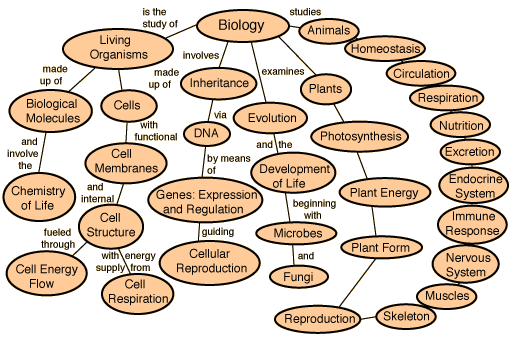 is the
study of
Biology
studies
Living
Organisms
involves
examines
Animals
Homeostasis
Circulation
Respiration
Nutrition
Excretion
Endocrine
System
Immune
Response
Nervous
System
Muscles
Skeleton
Reproduction
made
up of
made
up of
Biological
Molecules
Cells
Inheritance
Evolution
Plants
and
involve
the
with
functional
via
DNA
and the
Photosynthesis
Chemistry
of Life
Cell
Membranes
by means
of
Development
of Life
Plant Energy
and
internal
Genes: Expression
and Regulation
beginning
with
Cell
Structure
guiding
Microbes
Plant Form
fueled
through
with energy
supply from
Cellular
Reproduction
and
Cell Energy
Flow
Cell
Respiration
Fungi